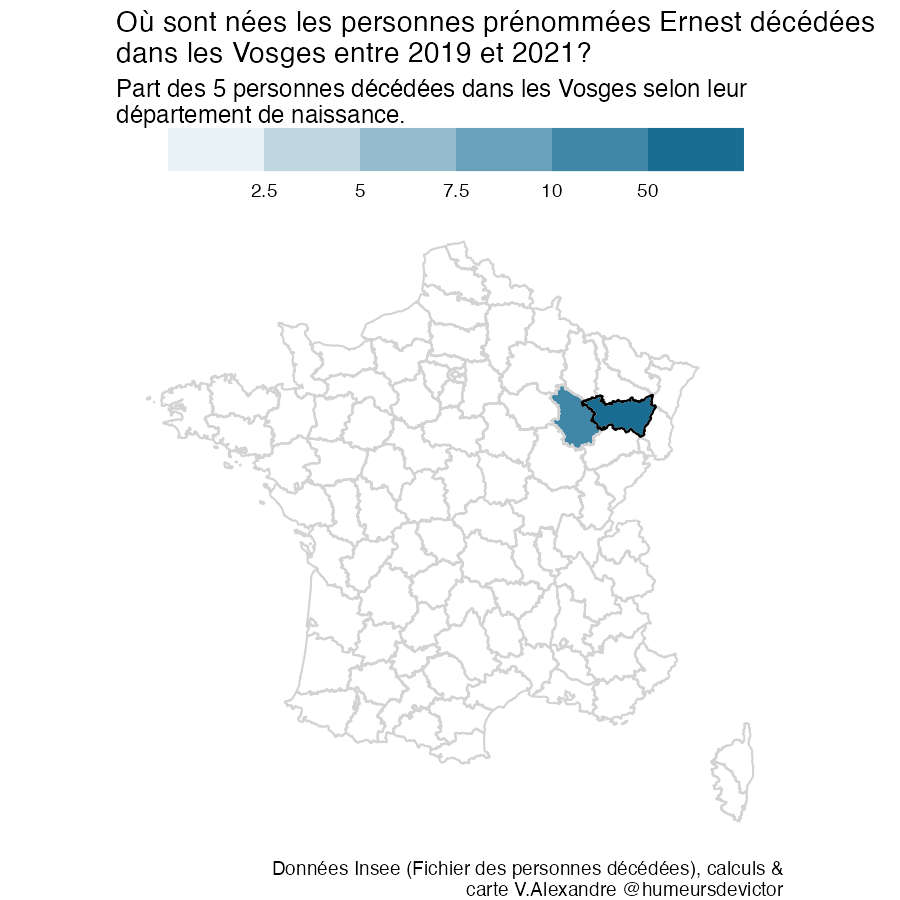 Où sont nées les personnes prénommées Ernest décédées
dans les Vosges entre 2019 et 2021?
Part des 5 personnes décédées dans les Vosges selon leur
département de naissance.
2.5 5 7.5 10 50
Données Insee (Fichier des personnes décédées), calculs &
carte V.Alexandre @humeursdevictor